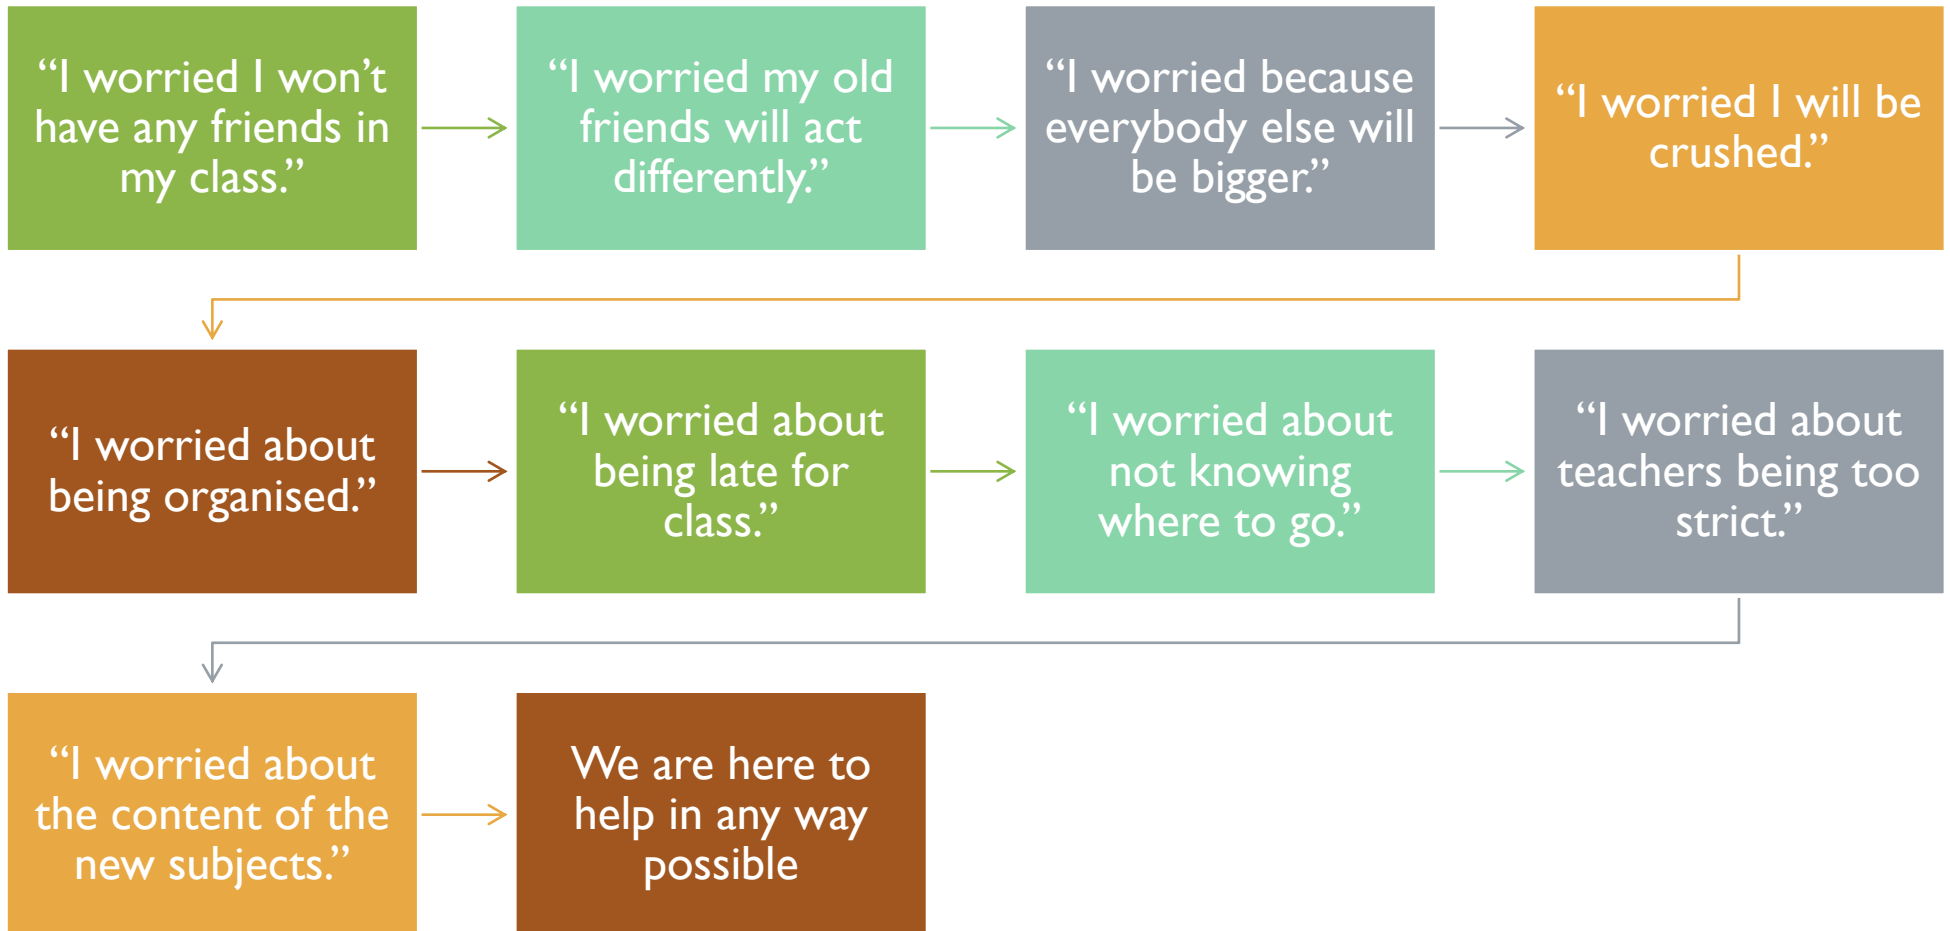 “I worried I won’t
have any friends in
my class.”
“I worried my old
friends will act
differently.”
“I worried because
everybody else will
be bigger.”
“I worried I will be
crushed.”
“I worried about
being organised.”
“I worried about
being late for
class.”
“I worried about
not knowing
where to go.”
“I worried about
teachers being too
strict.”
“I worried about
the content of the
new subjects.”
We are here to
help in any way
possible